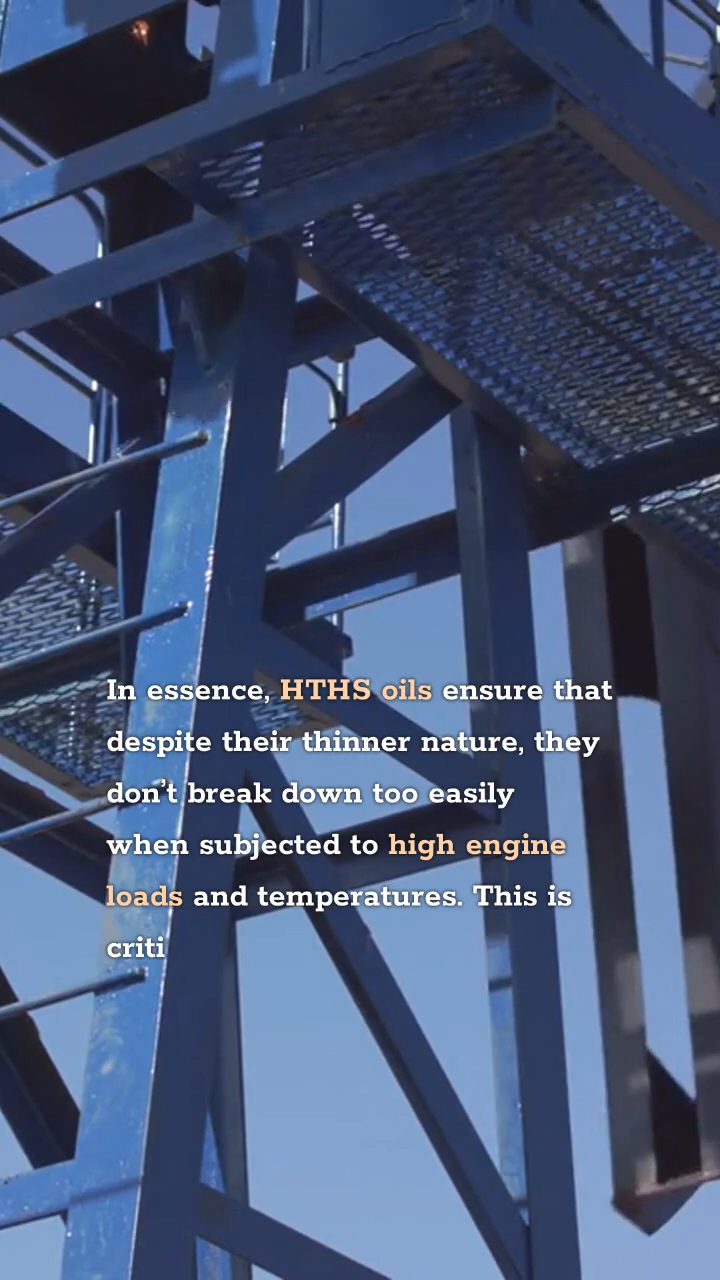 In essence, HTHS oils ensure that
despite their thinner nature, they
don't break down too easily
when subjected to high engine
loads and temperatures. This is
criti